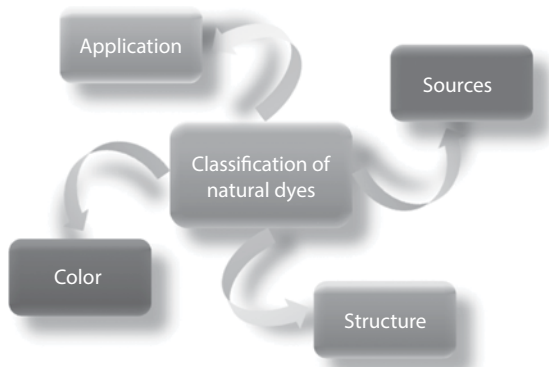 Application
Sources
Classification of
natural dyes
Color
Structure